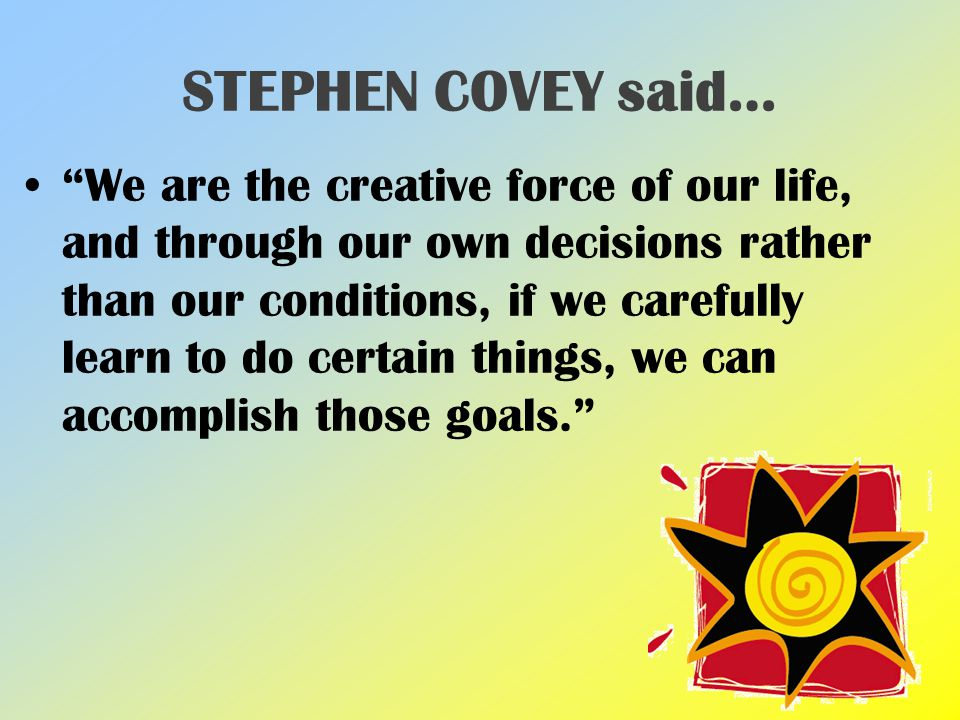 STEPHEN COVEY said...
• “We are the creative force of our life,
and through our own decisions rather
than our conditions, if we carefully
learn to do certain things, we can
accomplish those goals.”